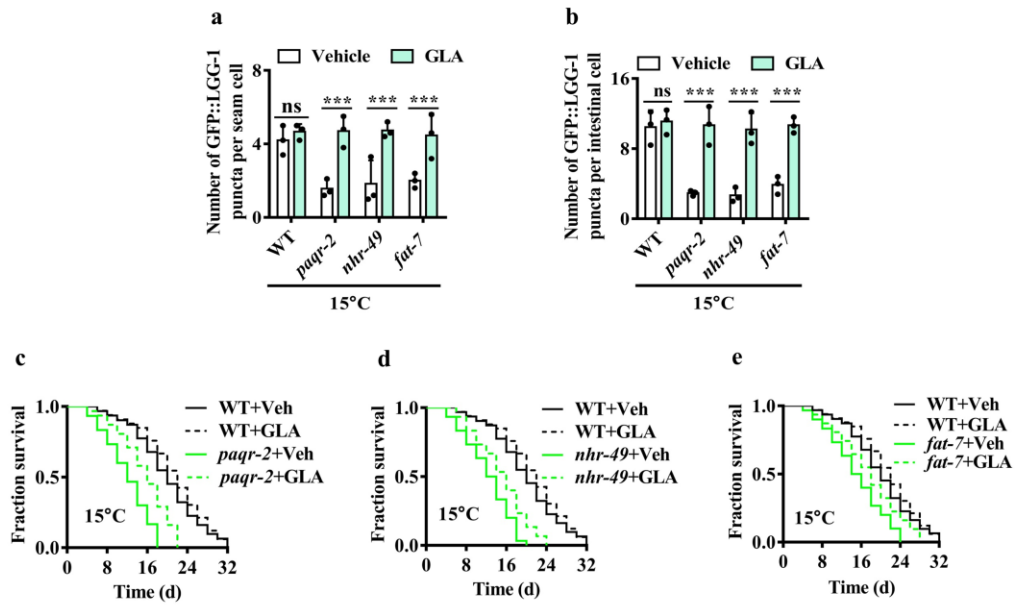 a
Vehicle GLA
Number of GFP::LGG-1
puncta per seam cell
8
4
0
ns
***
***
***
WT
paqr-2
nhr-49
fat-7
15°C
b
Vehicle GLA
Number of GFP::LGG-1
puncta per intestinal cell
16
8
0
ns
***
***
***
WT
paqr-2
nhr-49
fat-7
15°C
c
Fraction survival
1.0
0.5
0.0
WT+Veh
WT+GLA
paqr-2+Veh
paqr-2+GLA
15°C
0 8 16 24 32
Time (d)
d
Fraction survival
1.0
0.5
0.0
WT+Veh
WT+GLA
nhr-49+Veh
nhr-49+GLA
15°C
0 8 16 24 32
Time (d)
e
Fraction survival
1.0
0.5
0.0
WT+Veh
WT+GLA
fat-7+Veh
fat-7+GLA
15°C
0 8 16 24 32
Time (d)